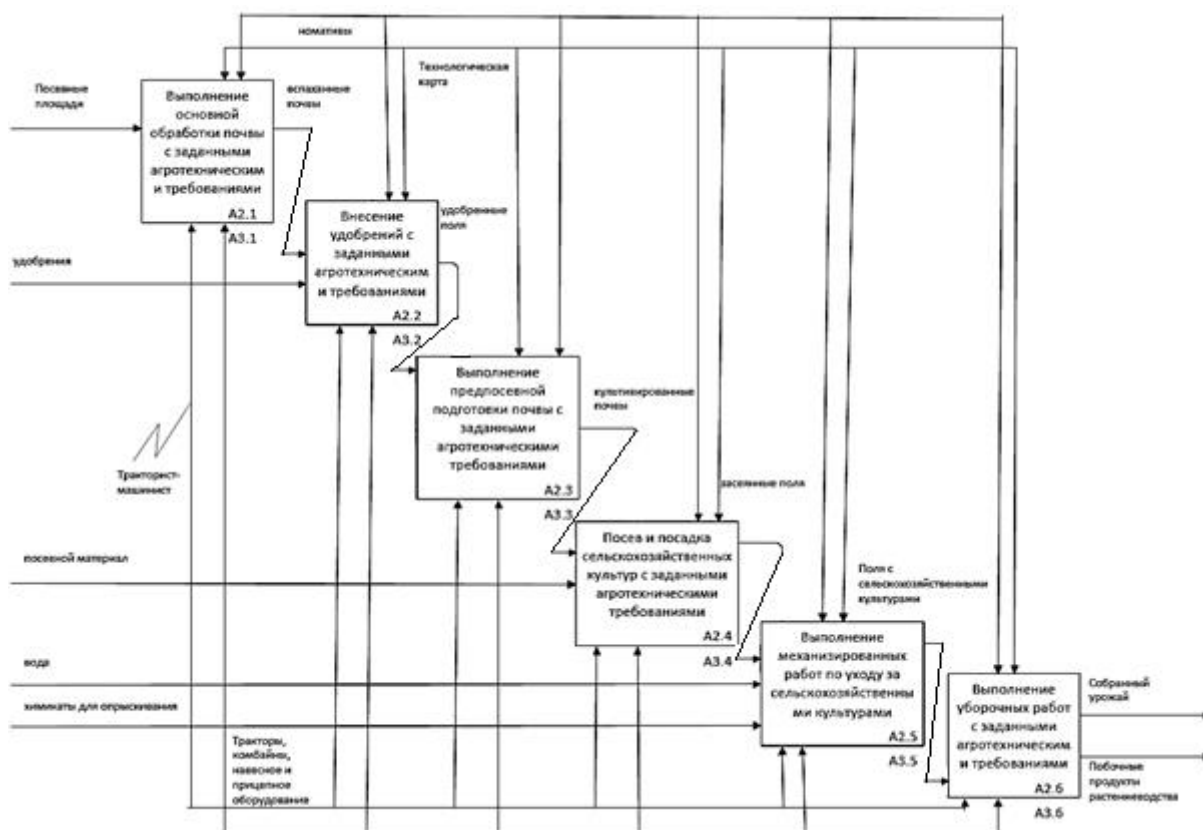 номативы
Технологическая
карта
Посевные
площади
вспаханные
почвы
Выполнение
основной
обработки почвы
с заданными
агротехническим
и требованиями
A2.1
A3.1
удобрения
Внесение
удобрений с
заданными
агротехническим
и требованиями
A2.2
A3.2
удобренные
поля
Выполнение
предпосевной
подготовки почвы с
заданными
агротехническими
требованиями
A2.3
A3.3
культивированные
почвы
Тракторист-
машинист
засеянные поля
посевной материал
Посев и посадка
сельскохозяйственных
культур с заданными
агротехническими
требованиями
A2.4
A3.4
Поля с
сельскохозяйственными
культурами
вода
химикаты для опрыскивания
Выполнение
механизированных
работ по уходу за
сельскохозяйственны
ми культурами
A2.5
A3.5
Тракторы,
комбайны,
навесное и
прицепное
оборудование
Выполнение
уборочных работ
с заданными
агротехническим
и требованиями
A2.6
A3.6
Собранный
урожай
Побочные
продукты
растениеводства